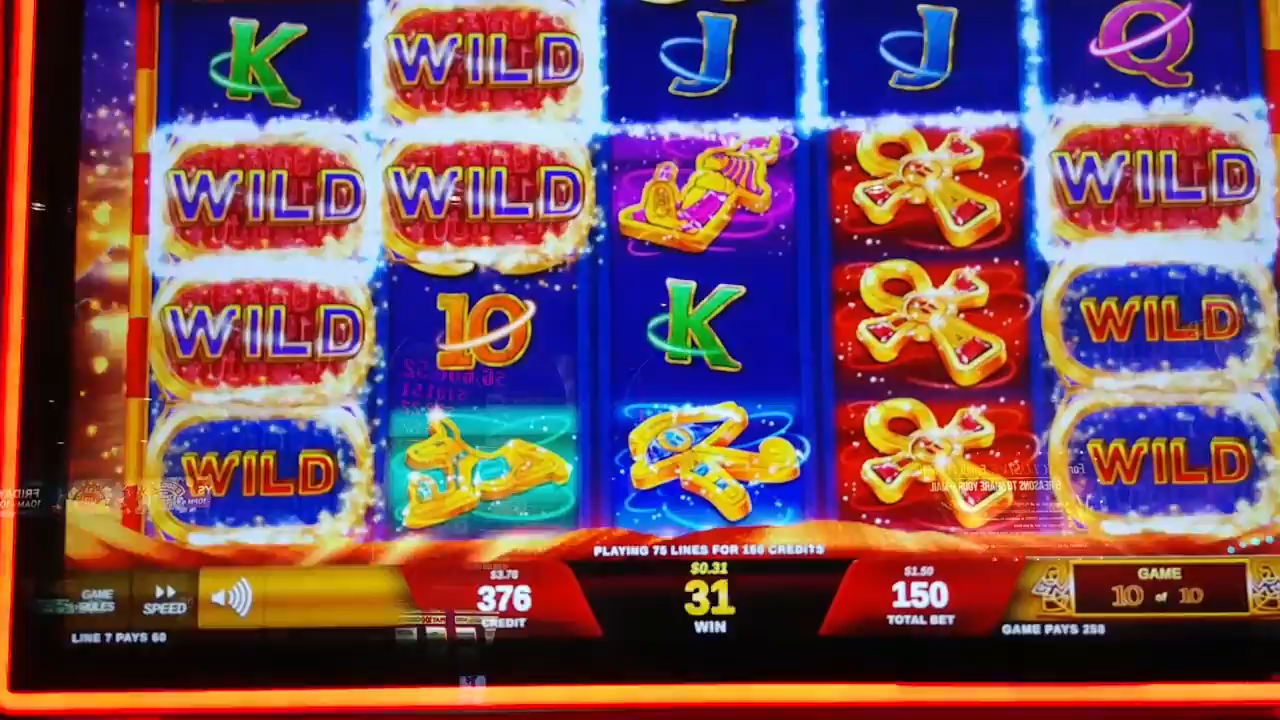 K WILD J J Q
WILD WILD WILD
WILD 10 K WILD
WILD WILD
PLAYING 75 LINES FOR 150 CREDITS
GAME RULES
SPEED
$3.76
376
CREDIT
$0.31
31
WIN
$1.50
150
TOTAL BET
GAME
10 of 10
LINE 7 PAYS 60
GAME PAYS 258